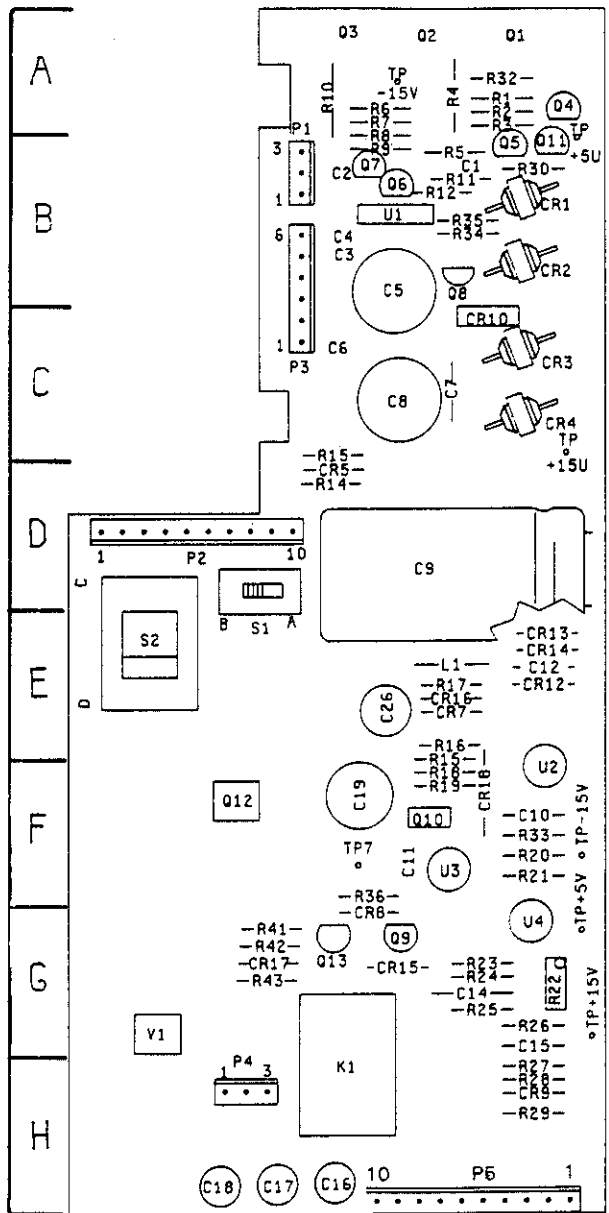 A
Q3
Q2
Q1
R10
TP
-15V
R4
R32
R6
R7
R8
R9
R1
R2
R3
Q4
TP
+5U
B
P1
3
1
C2
Q7
Q6
R5
C1
R11
R12
Q5
Q11
R30
CR1
U1
R35
R34
6
C4
C3
C5
Q8
CR2
C
CR10
1
P3
C6
C8
C7
CR3
CR4
TP
+15U
R15
CR5
R14
D
1
P2
10
C
C9
S2
B
S1
A
D
E
CR13
CR14
C12
CR12
L1
R17
CR16
CR7
C26
R16
R15
R18
R19
CR18
U2
F
Q12
C19
Q10
C10
R33
R20
R21
TP-15V
TP7
C11
U3
TP+5V
R36
CR8
G
R41
R42
CR17
R43
Q13
Q9
CR15
U4
R23
R24
C14
R25
R22
TP+15V
V1
K1
R26
C15
R27
R28
CR9
R29
H
P4
1
3
C18
C17
C16
10
P6
1